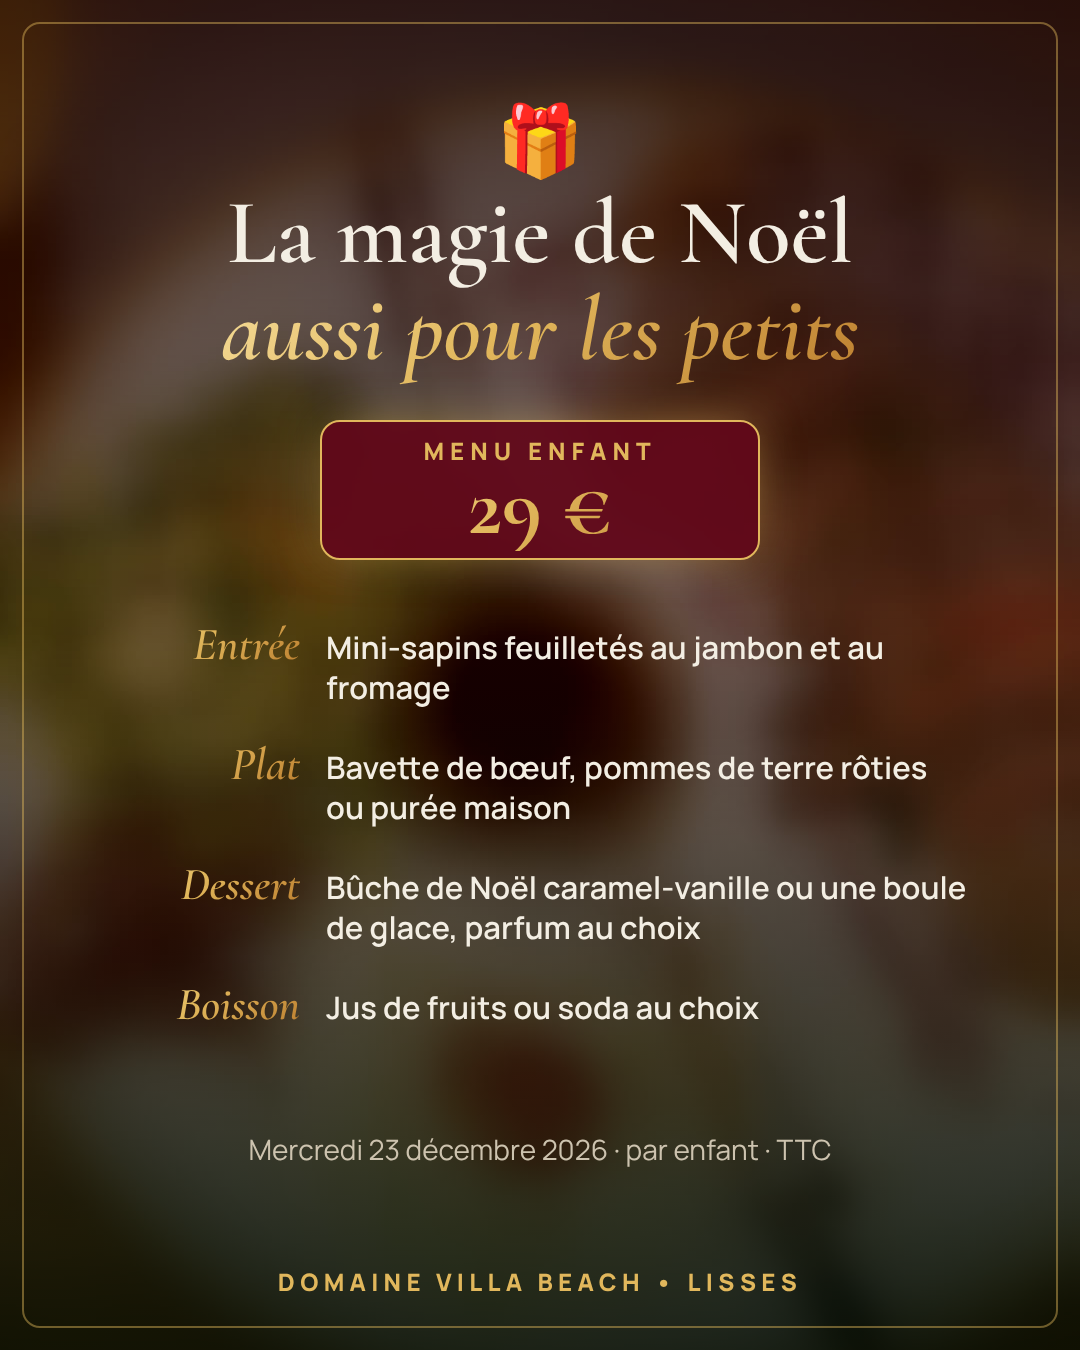 La magie de Noël
aussi pour les petits
MENU ENFANT
29 €
Entrée Mini-sapins feuilletés au jambon et au
fromage
Plat Bavette de bœuf, pommes de terre rôties
ou purée maison
Dessert Bûche de Noël caramel-vanille ou une boule
de glace, parfum au choix
Boisson Jus de fruits ou soda au choix
Mercredi 23 décembre 2026 · par enfant · TTC
DOMAINE VILLA BEACH • LISSES